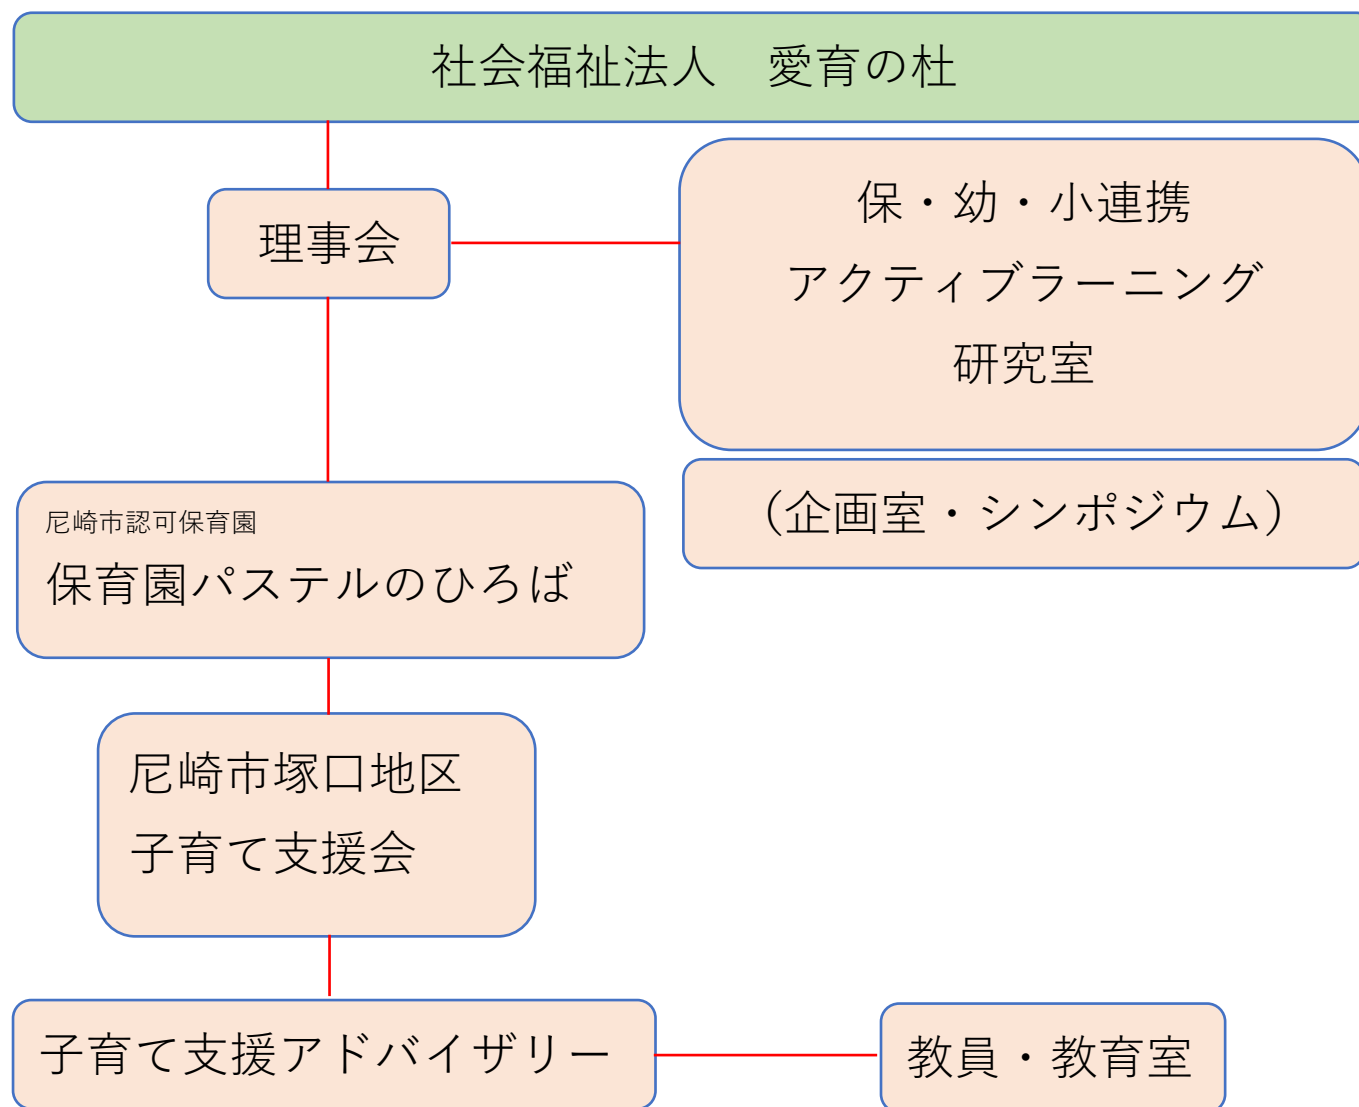 社会福祉法人　愛育の杜
理事会
保・幼・小連携
アクティブラーニング
研究室
（企画室・シンポジウム）
尼崎市認可保育園
保育園パステルのひろば
尼崎市塚口地区
子育て支援会
子育て支援アドバイザリー
教員・教育室